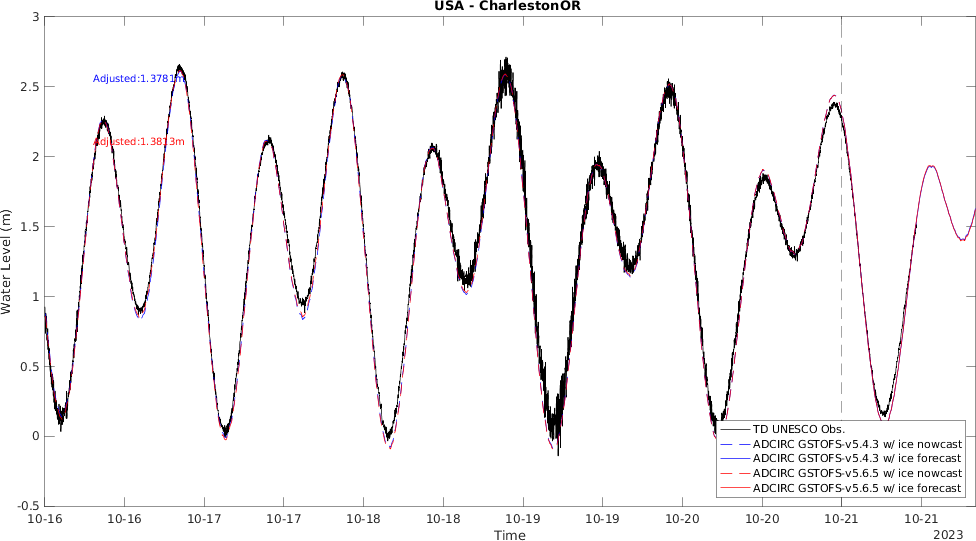 USA - CharlestonOR
3
2.5
2
1.5
1
0.5
0
-0.5
Water Level (m)
Adjusted:1.3781m
Adjusted:1.3813m
TD UNESCO Obs.
ADCIRC GSTOFS-v5.4.3 w/ ice nowcast
ADCIRC GSTOFS-v5.4.3 w/ ice forecast
ADCIRC GSTOFS-v5.6.5 w/ ice nowcast
ADCIRC GSTOFS-v5.6.5 w/ ice forecast
10-16 10-16 10-17 10-17 10-18 10-18 10-19 10-19 10-20 10-20 10-21 10-21
Time
2023